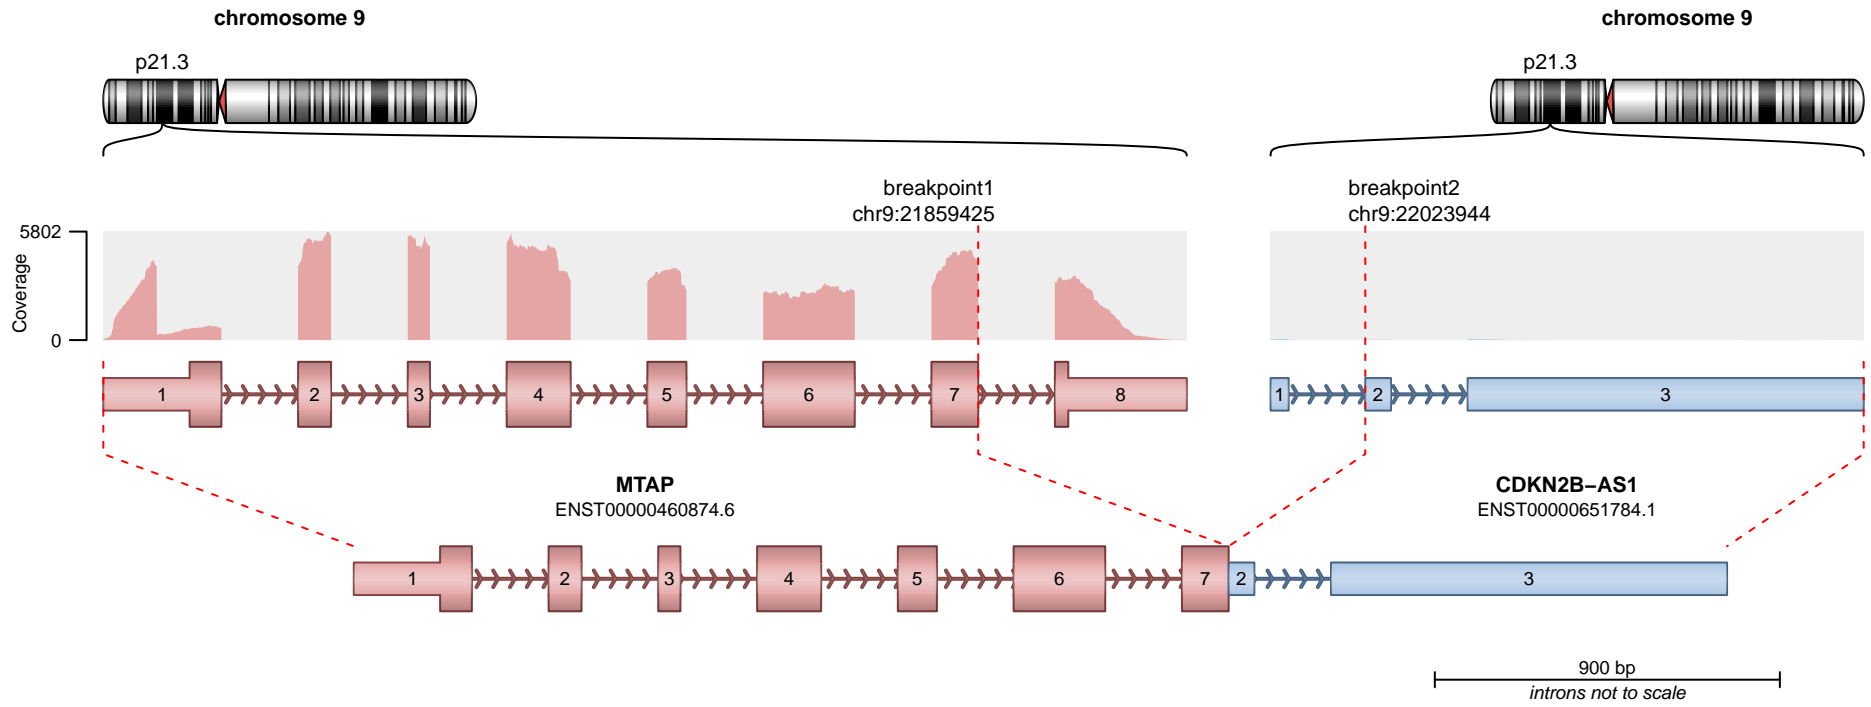 chromosome 9
chromosome 9
p21.3
p21.3
breakpoint1
chr9:21859425
breakpoint2
chr9:22023944
5802
Coverage
0
1 2 3 4 5 6 7 8
1 2 3
MTAP
ENST00000460874.6
CDKN2B−AS1
ENST00000651784.1
1 2 3 4 5 6 7 2 3
900 bp
introns not to scale